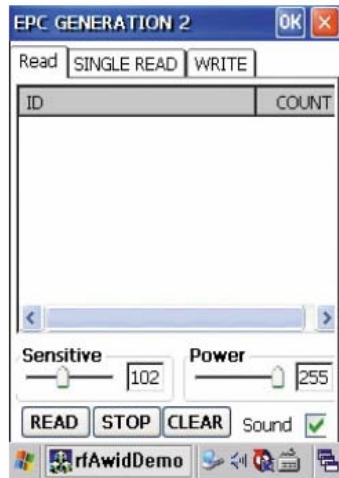 EPC GENERATION 2 OK
Read SINGLE READ WRITE
ID COUNT
Sensitive Power
102 255
READ STOP CLEAR Sound
rfAwidDemo